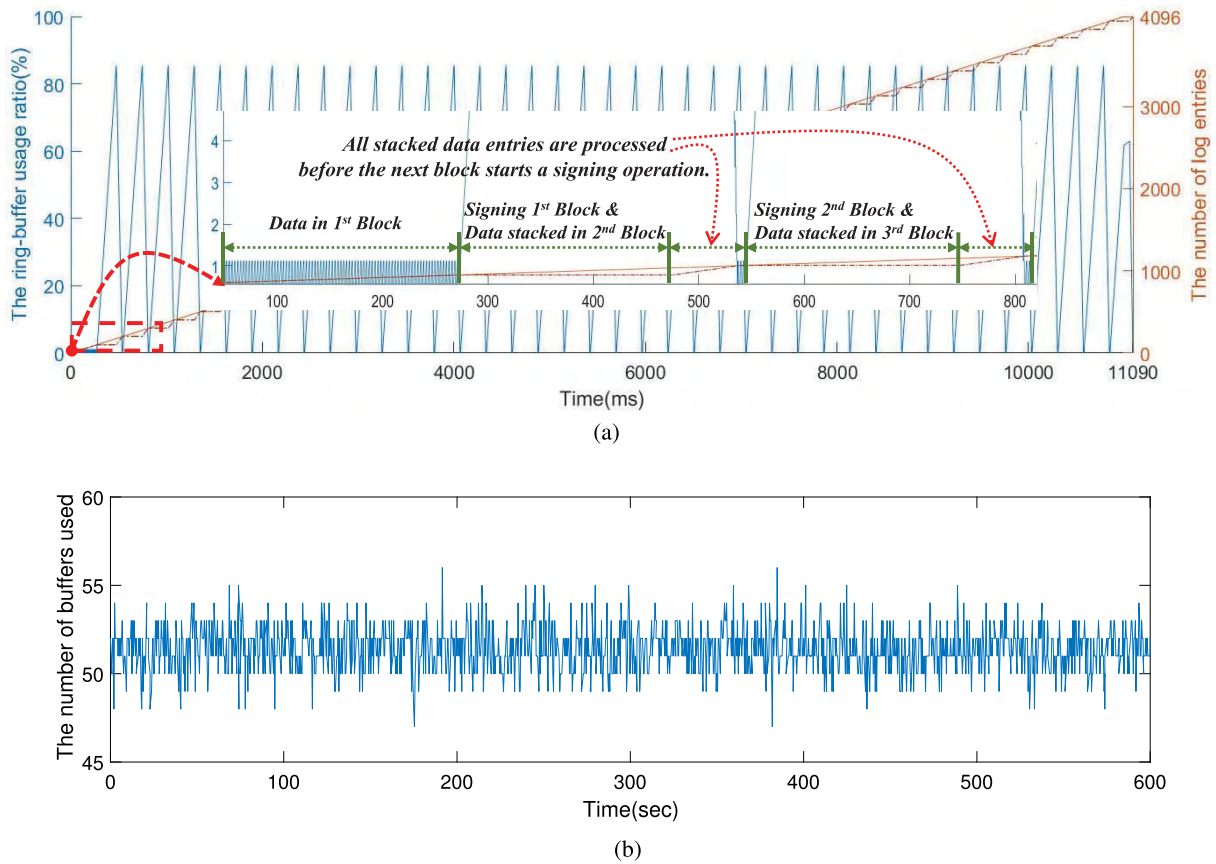 The ring-buffer usage ratio(%)
100
80
60
40
20
0
4096
3000
2000
1000
0
The number of log entries
4
3
2
1
All stacked data entries are processed
before the next block starts a signing operation.
Data in 1st Block
Signing 1st Block &
Data stacked in 2nd Block
Signing 2nd Block &
Data stacked in 3rd Block
100 200 300 400 500 600 700 800
0 2000 4000 6000 8000 10000 11090
Time(ms)
(a)
The number of buffers used
60
55
50
45
0 100 200 300 400 500 600
Time(sec)
(b)